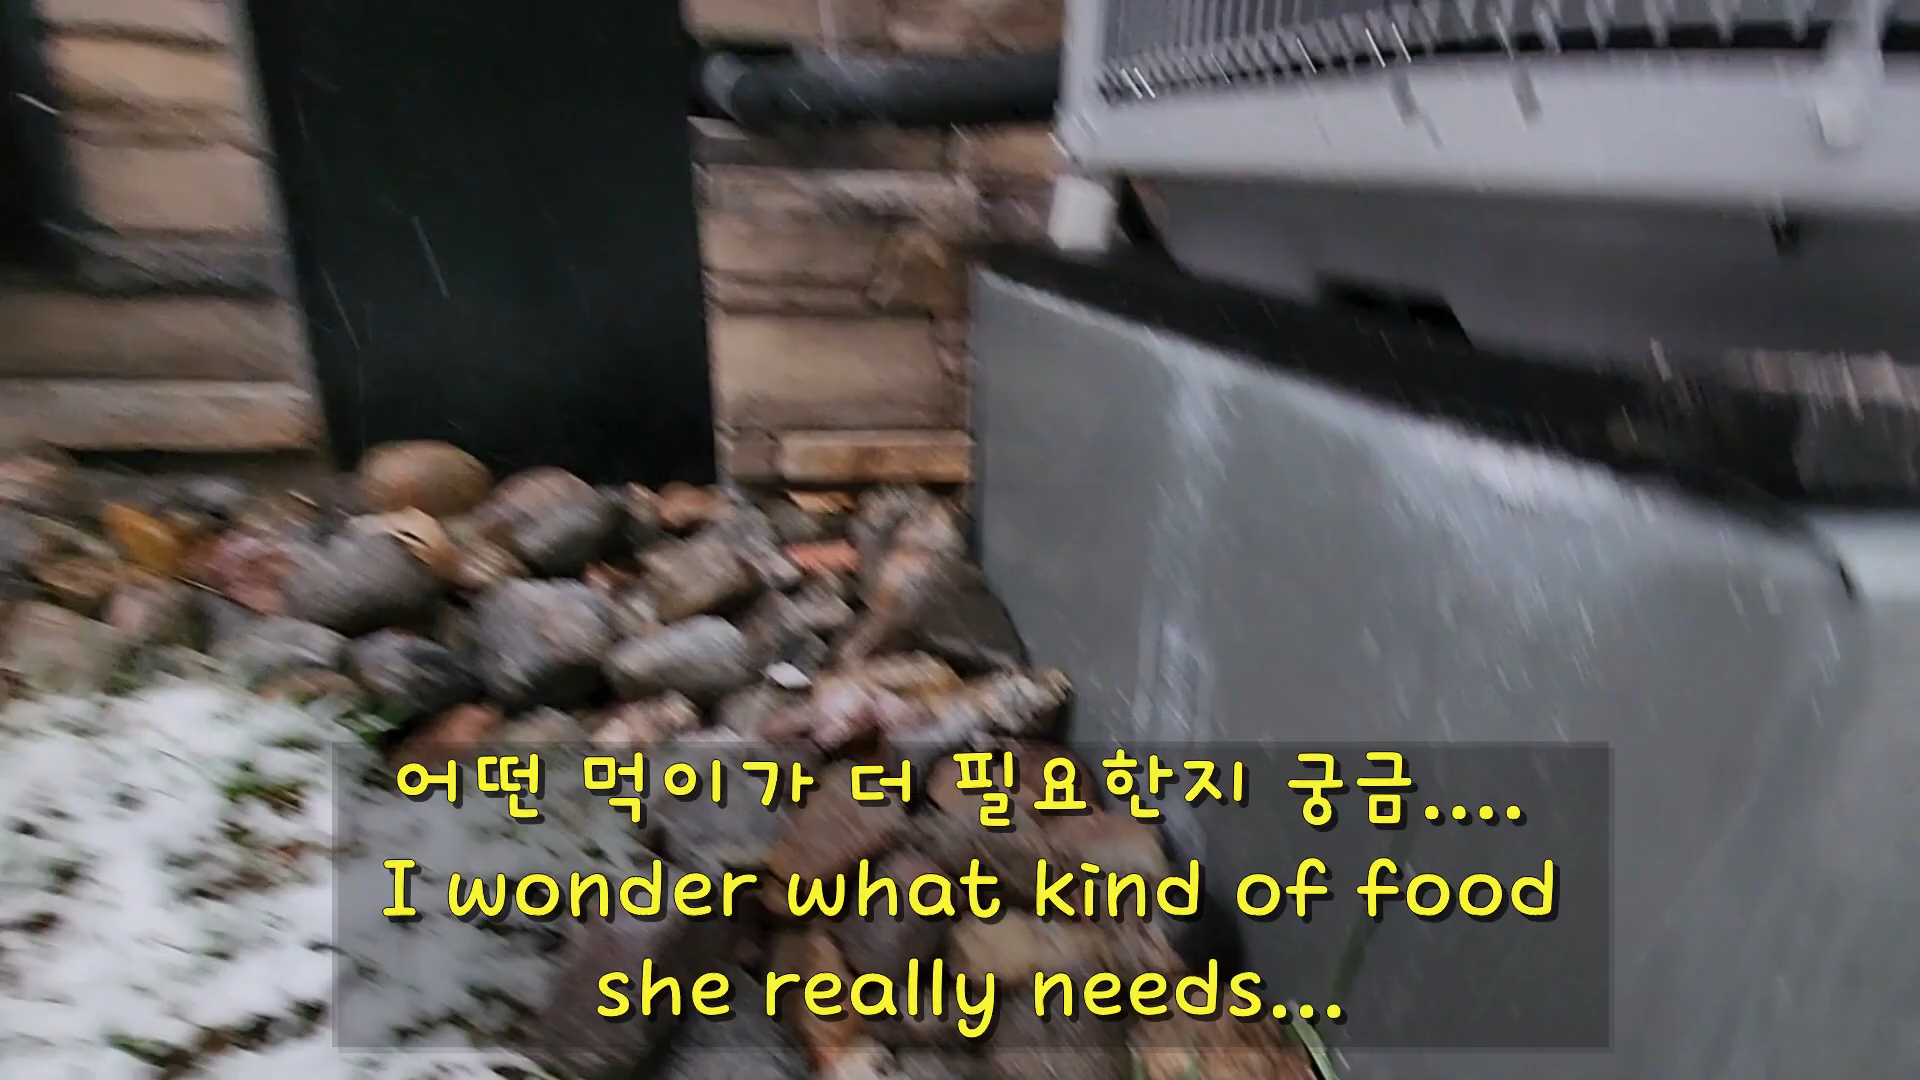 어떤 먹이가 더 필요한지 궁금....
I wonder what kind of food
she really needs...